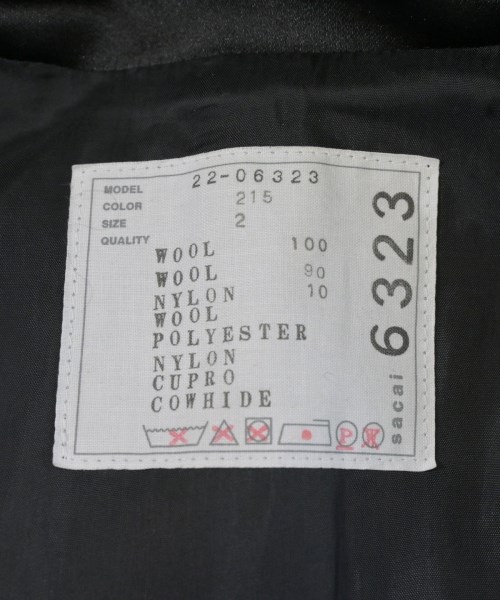 MODEL 22-06323
COLOR 215
SIZE 2
QUALITY
WOOL 100
WOOL 90
NYLON 10
WOOL
POLYESTER
NYLON
CUPRO
COWHIDE
P W
sacai 6323